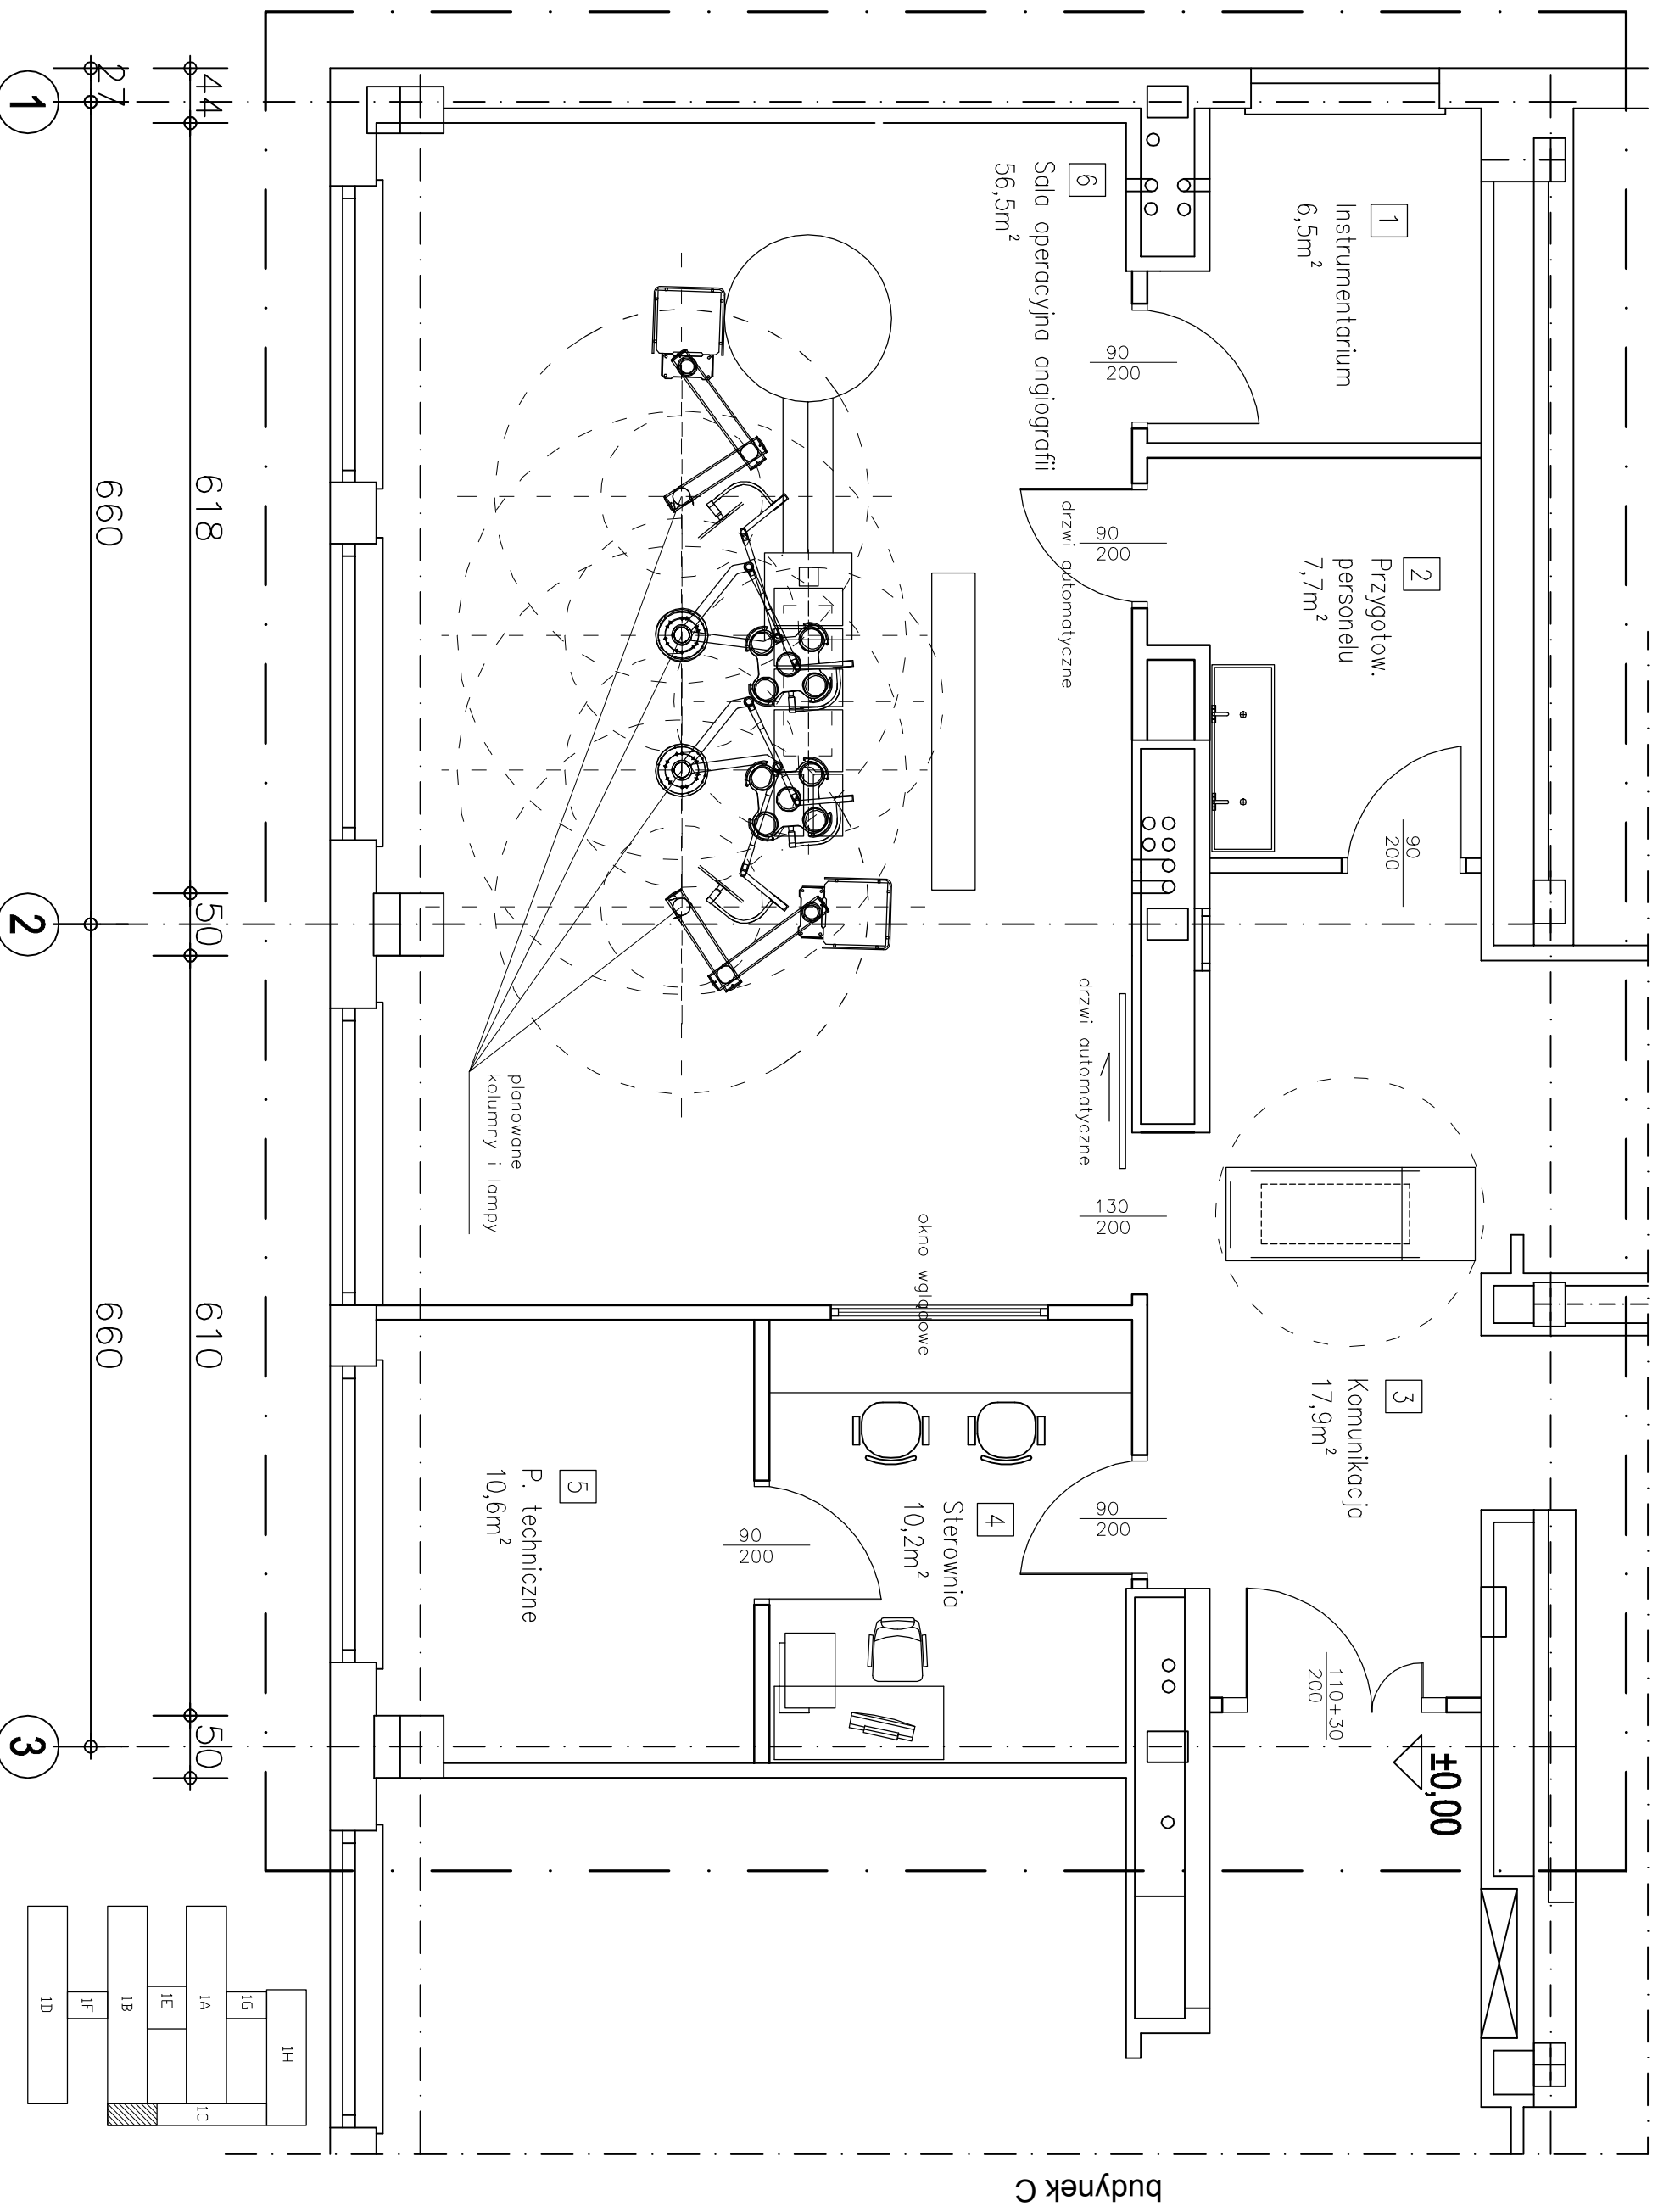 1
Instrumentarium
6,5m²
2
Przygotow.
personelu
7,7m²
3
Komunikacja
17,9m²
4
Sterownia
10,2m²
5
P. techniczne
10,6m²
6
Sala operacyjna angiografii
56,5m²
90
200
90
200
drzwi automatyczne
90
200
drzwi automatyczne
130
200
okno wglądowe
90
200
90
200
110+30
200
±0,00
planowane
kolumny i lampy
44
618
50
610
50
27
660
660
1
2
3
1H
1G
1A
1E
1B
1F
1D
1C
budynek C